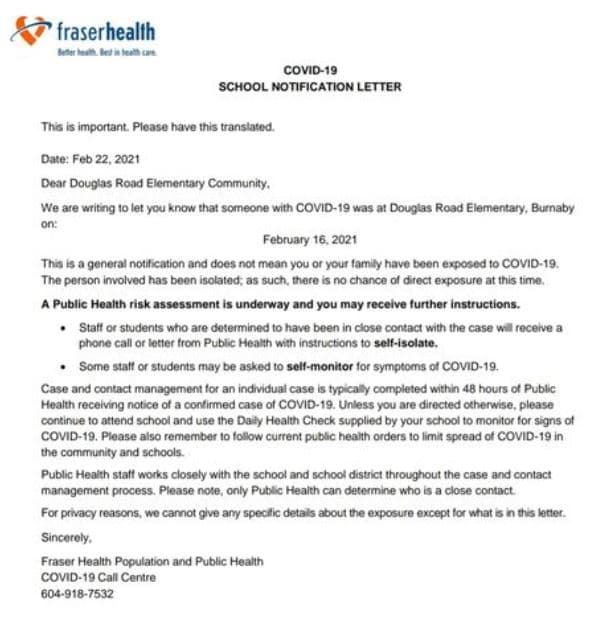 fraserhealth
Better health. Best in health care.
COVID-19
SCHOOL NOTIFICATION LETTER
This is important. Please have this translated.
Date: Feb 22, 2021
Dear Douglas Road Elementary Community,
We are writing to let you know that someone with COVID-19 was at Douglas Road Elementary, Burnaby
on:
February 16, 2021
This is a general notification and does not mean you or your family have been exposed to COVID-19.
The person involved has been isolated; as such, there is no chance of direct exposure at this time.
A Public Health risk assessment is underway and you may receive further instructions.
• Staff or students who are determined to have been in close contact with the case will receive a
phone call or letter from Public Health with instructions to self-isolate.
• Some staff or students may be asked to self-monitor for symptoms of COVID-19.
Case and contact management for an individual case is typically completed within 48 hours of Public
Health receiving notice of a confirmed case of COVID-19. Unless you are directed otherwise, please
continue to attend school and use the Daily Health Check supplied by your school to monitor for signs of
COVID-19. Please also remember to follow current public health orders to limit spread of COVID-19 in
the community and schools.
Public Health staff works closely with the school and school district throughout the case and contact
management process. Please note, only Public Health can determine who is a close contact.
For privacy reasons, we cannot give any specific details about the exposure except for what is in this letter.
Sincerely,
Fraser Health Population and Public Health
COVID-19 Call Centre
604-918-7532